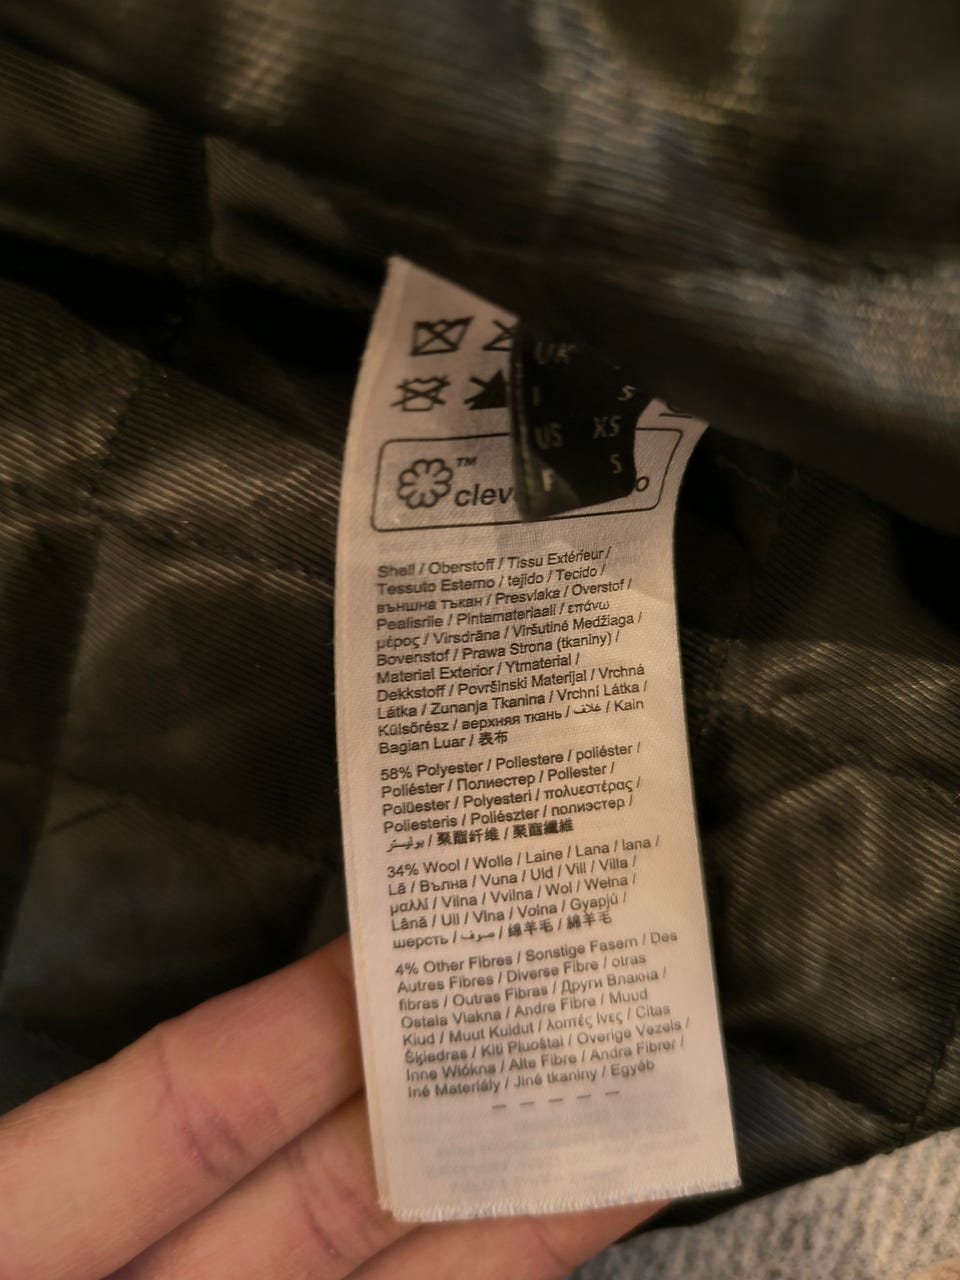 UK
I S
US XS
F S
™
clev
o
Shell / Oberstoff / Tissu Extérieur /
Tessuto Esterno / tejido / Tecido /
външна тъкан / Presvlaka / Overstof /
Pealisriie / Pintamateriaali / επάνω
μέρος / Virsdrāna / Viršutinė Medžiaga /
Bovenstof / Prawa Strona (tkaniny) /
Material Exterior / Ytmaterial /
Dekkstoff / Površinski Materijal / Vrchná
Látka / Zunanja Tkanina / Vrchní Látka /
Külsőrész / верхняя ткань / غلاف / Kain
Bagian Luar / 表布
58% Polyester / Poliestere / poliéster /
Poliéster / Полиестер / Poliester /
Polüester / Polyesteri / πολυεστέρας /
Poliesteris / Poliészter / полиэстер /
بوليستر / 聚酯纤维 / 聚酯纖維
34% Wool / Wolle / Laine / Lana / lana /
Lã / Вълна / Vuna / Uld / Vill / Villa /
μαλλί / Vilna / Vvilna / Wol / Wełna /
Lână / Ull / Vlna / Volna / Gyapjú /
шерсть / صوف / 绵羊毛 / 綿羊毛
4% Other Fibres / Sonstige Fasern / Des
Autres Fibres / Diverse Fibre / otras
fibras / Outras Fibras / Други Влакна /
Ostala Vlakna / Andre Fibre / Muud
Kiud / Muut Kuidut / λοιπές ίνες / Citas
Šķiedras / Kiti Pluoštai / Overige Vezels /
Inne Włókna / Alte Fibre / Andra Fibrer /
Iné Materiály / Jiné tkaniny / Egyéb